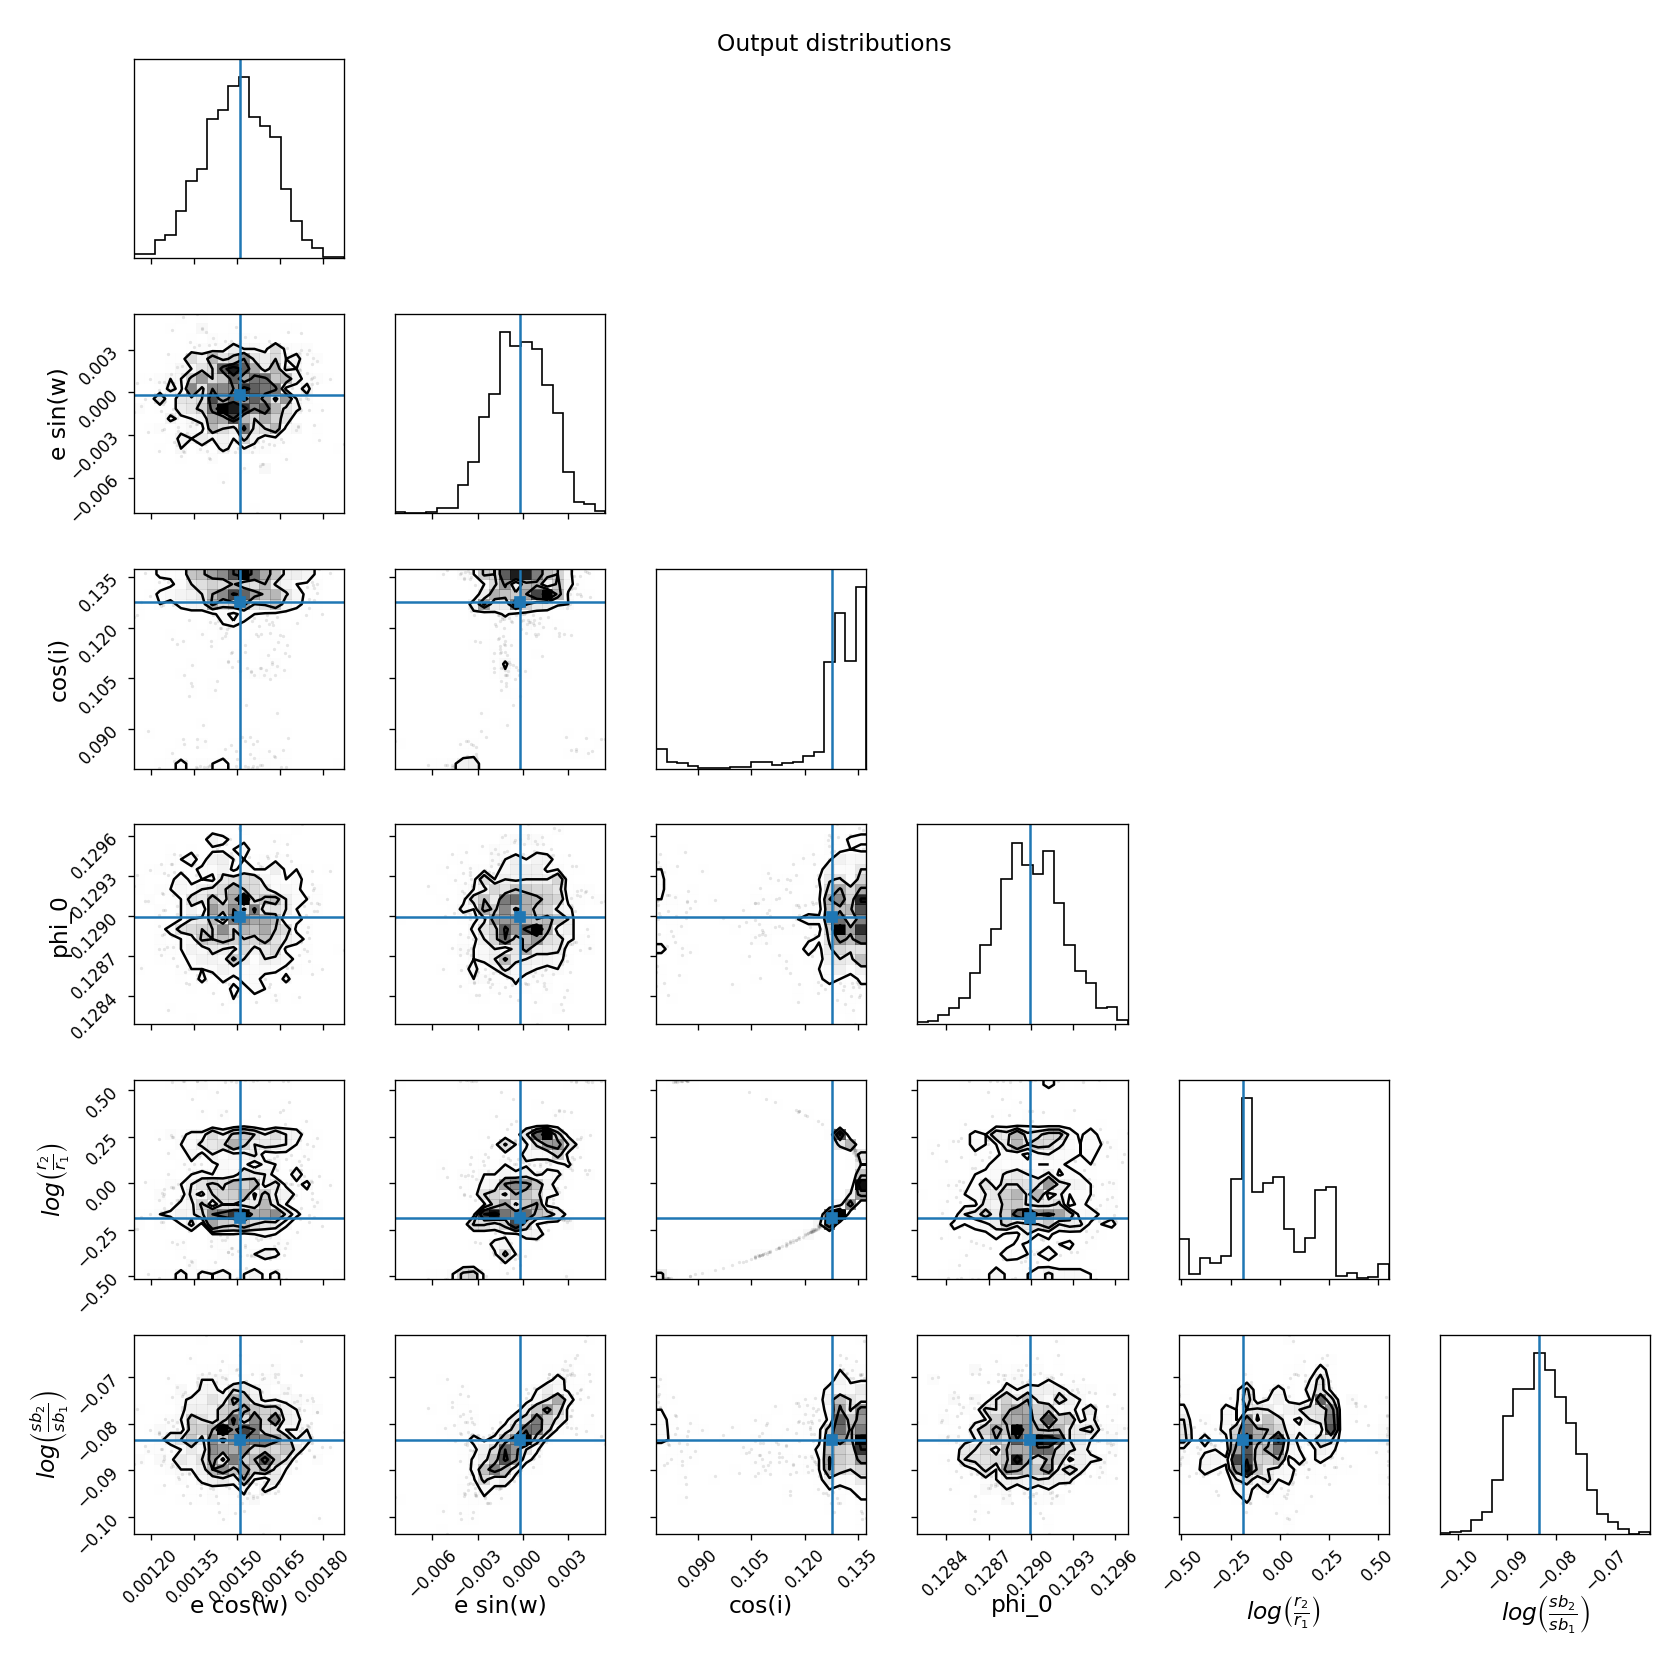 Output distributions
e sin(w)
0.003
0.000
−0.003
−0.006
cos(i)
0.135
0.120
0.105
0.090
phi_0
0.1296
0.1293
0.1290
0.1287
0.1284
log(r₂/r₁)
0.50
0.25
0.00
−0.25
−0.50
log(sb₂/sb₁)
−0.07
−0.08
−0.09
−0.10
0.00120 0.00135 0.00150 0.00165 0.00180
−0.006 −0.003 0.000 0.003
0.090 0.105 0.120 0.135
0.1284 0.1287 0.1290 0.1293 0.1296
−0.50 −0.25 0.00 0.25 0.50
−0.10 −0.09 −0.08 −0.07
e cos(w) e sin(w) cos(i) phi_0 log(r₂/r₁) log(sb₂/sb₁)